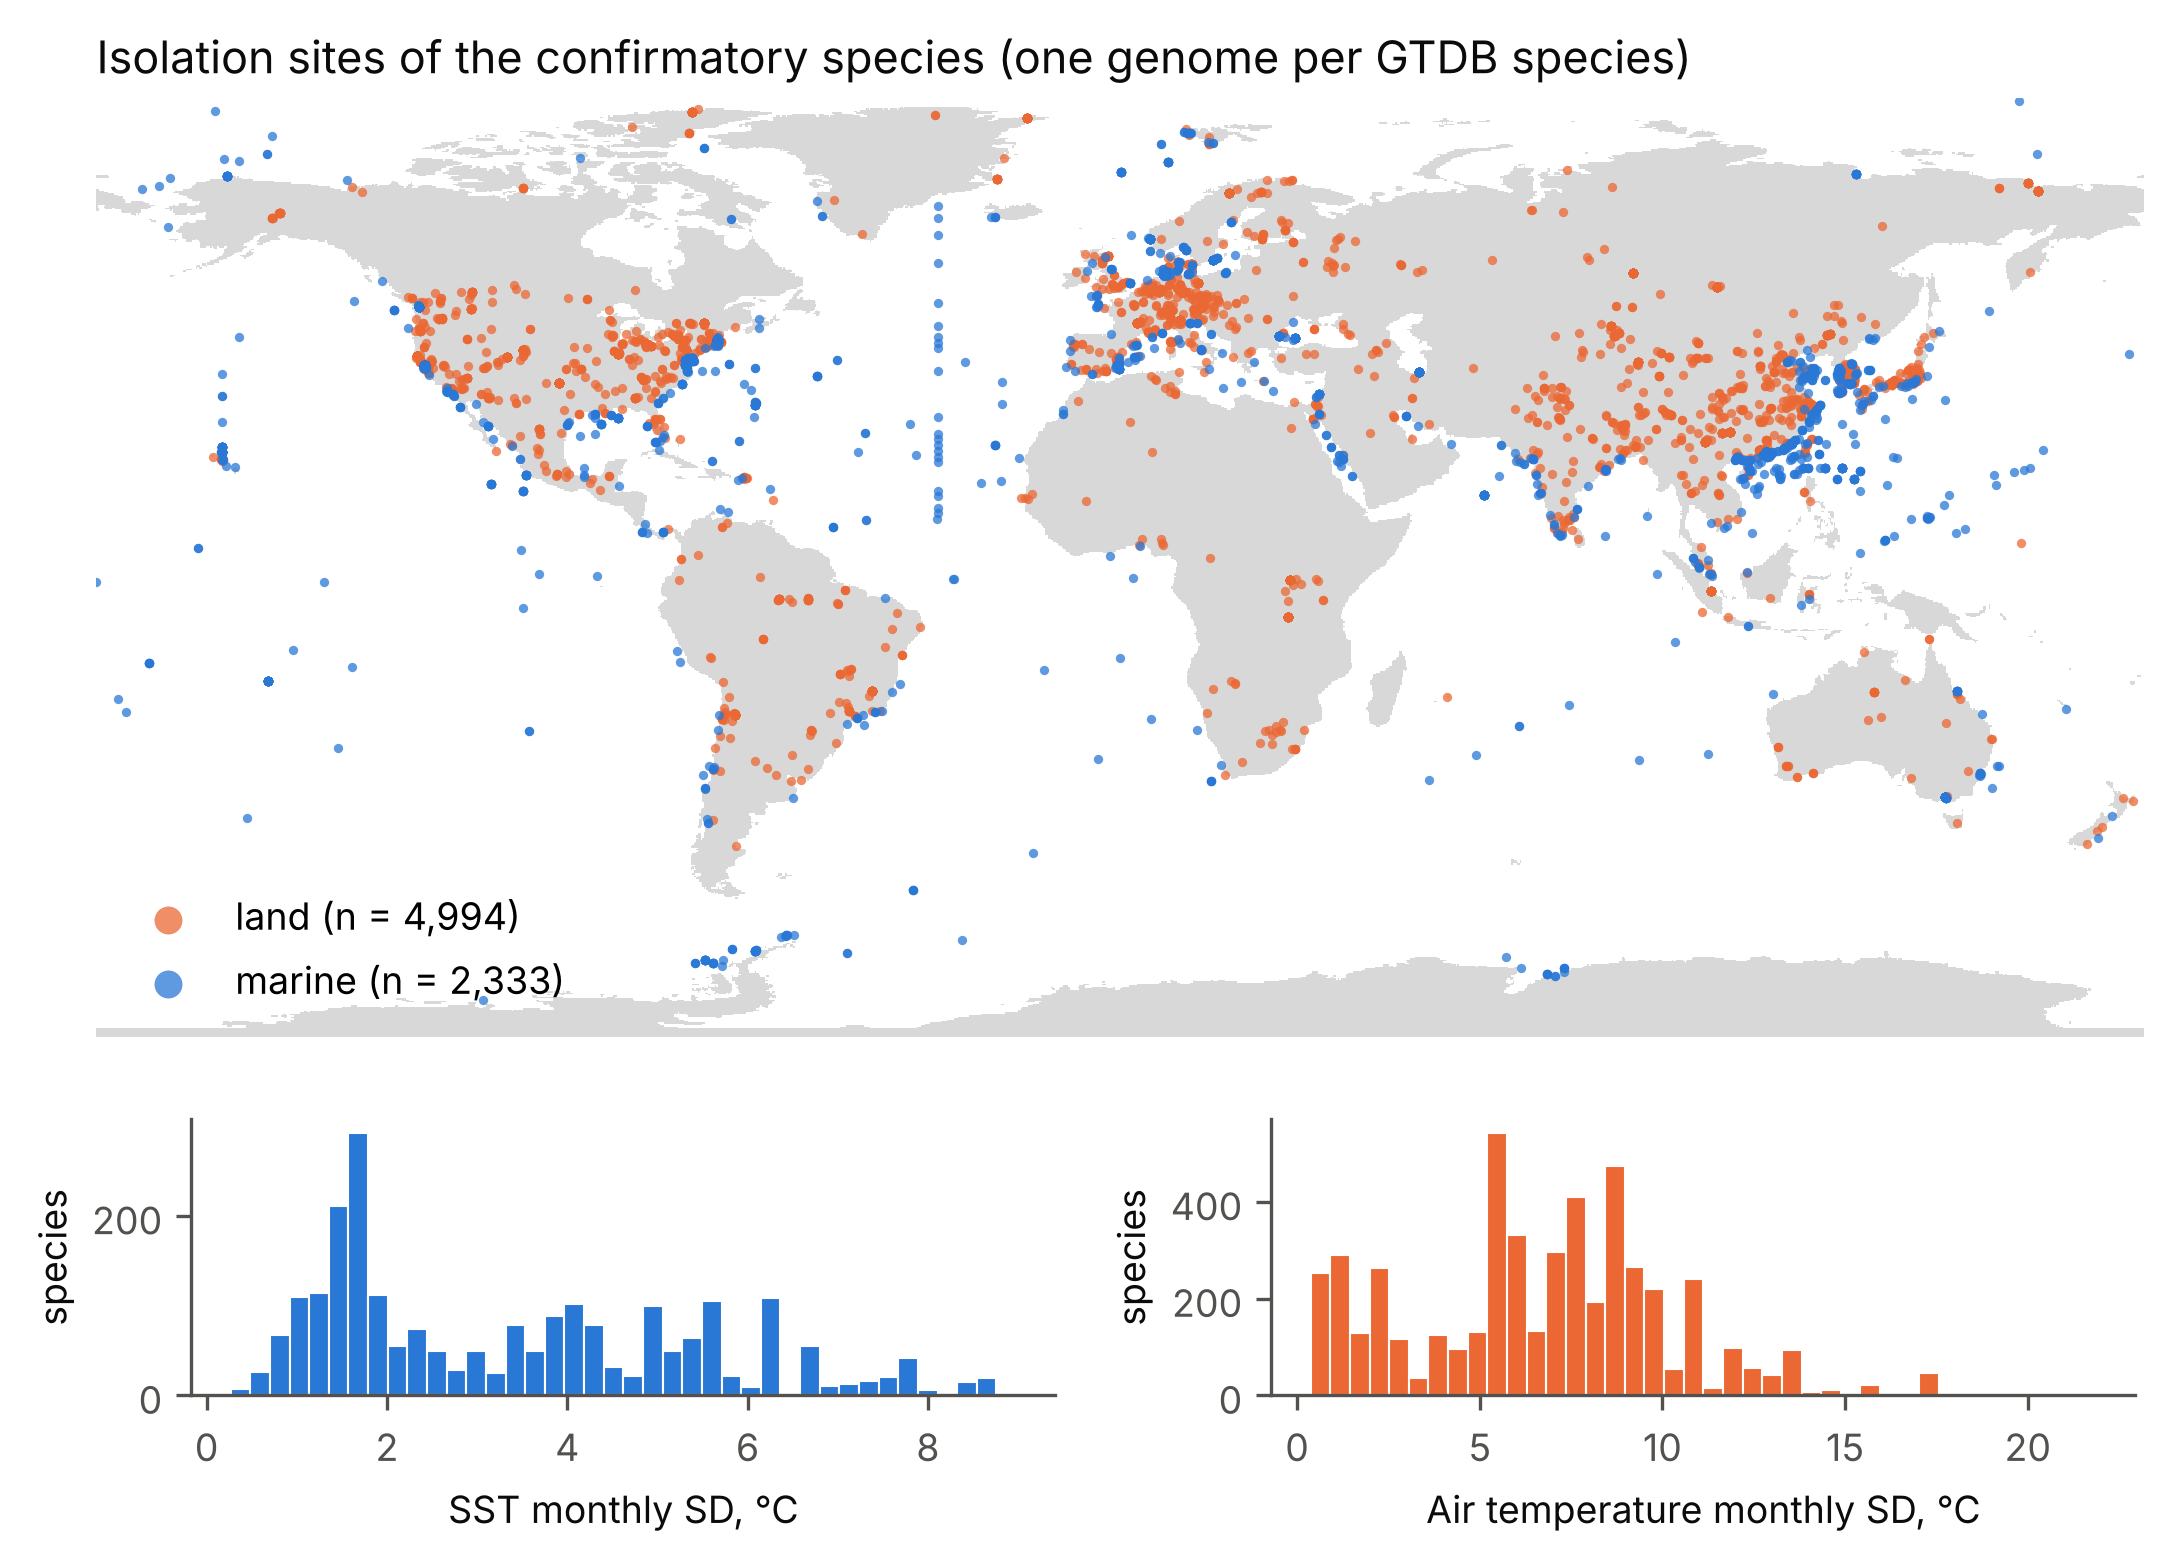 Isolation sites of the confirmatory species (one genome per GTDB species)
land (n = 4,994)
marine (n = 2,333)
species
200
0
0 2 4 6 8
SST monthly SD, °C
species
400
200
0
0 5 10 15 20
Air temperature monthly SD, °C